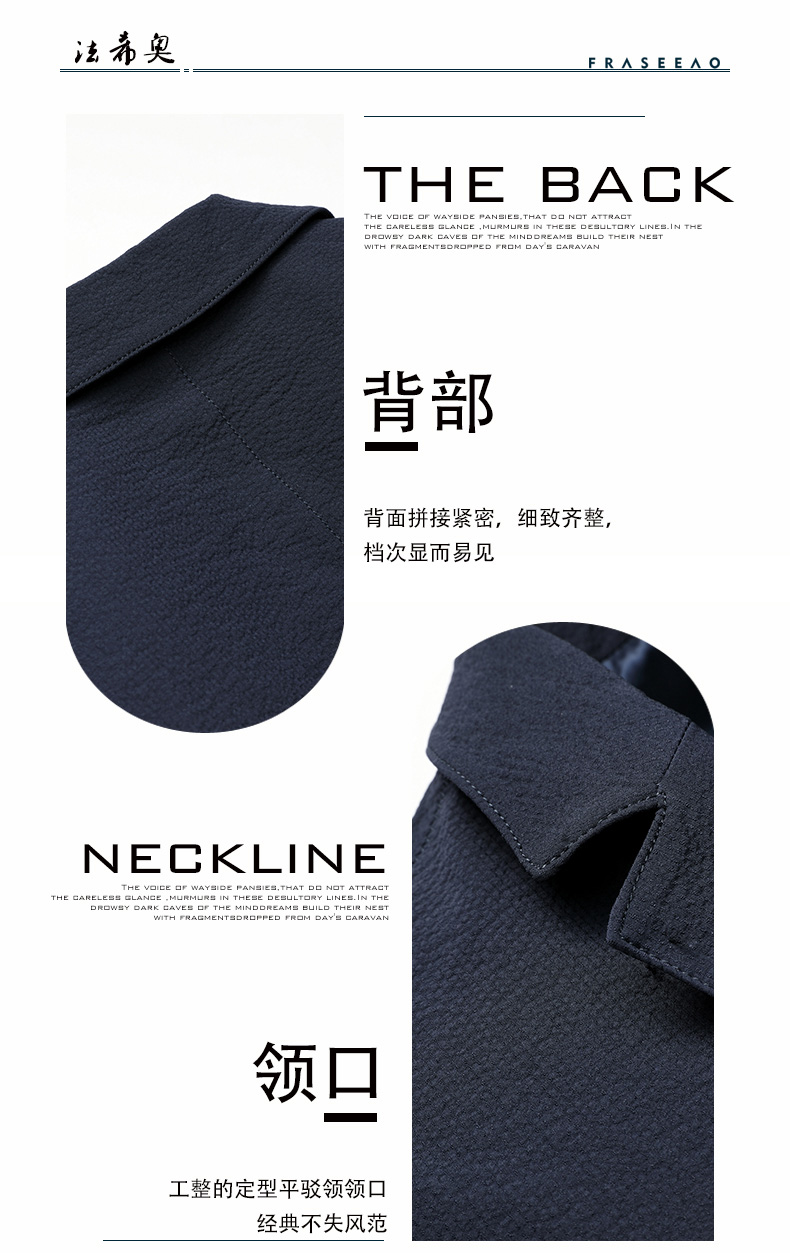 法希奥
FRASEEAO
THE BACK
THE VOICE OF WAYSIDE PANSIES,THAT DO NOT ATTRACT
THE CARELESS GLANCE ,MURMURS IN THESE DESULTORY LINES.IN THE
DROWSY DARK CAVES OF THE MINDDREAMS BUILD THEIR NEST
WITH FRAGMENTSDROPPED FROM DAY'S CARAVAN
背部
背面拼接紧密，细致齐整，
档次显而易见
NECKLINE
THE VOICE OF WAYSIDE PANSIES,THAT DO NOT ATTRACT
THE CARELESS GLANCE ,MURMURS IN THESE DESULTORY LINES.IN THE
DROWSY DARK CAVES OF THE MINDDREAMS BUILD THEIR NEST
WITH FRAGMENTSDROPPED FROM DAY'S CARAVAN
领口
工整的定型平驳领领口
经典不失风范